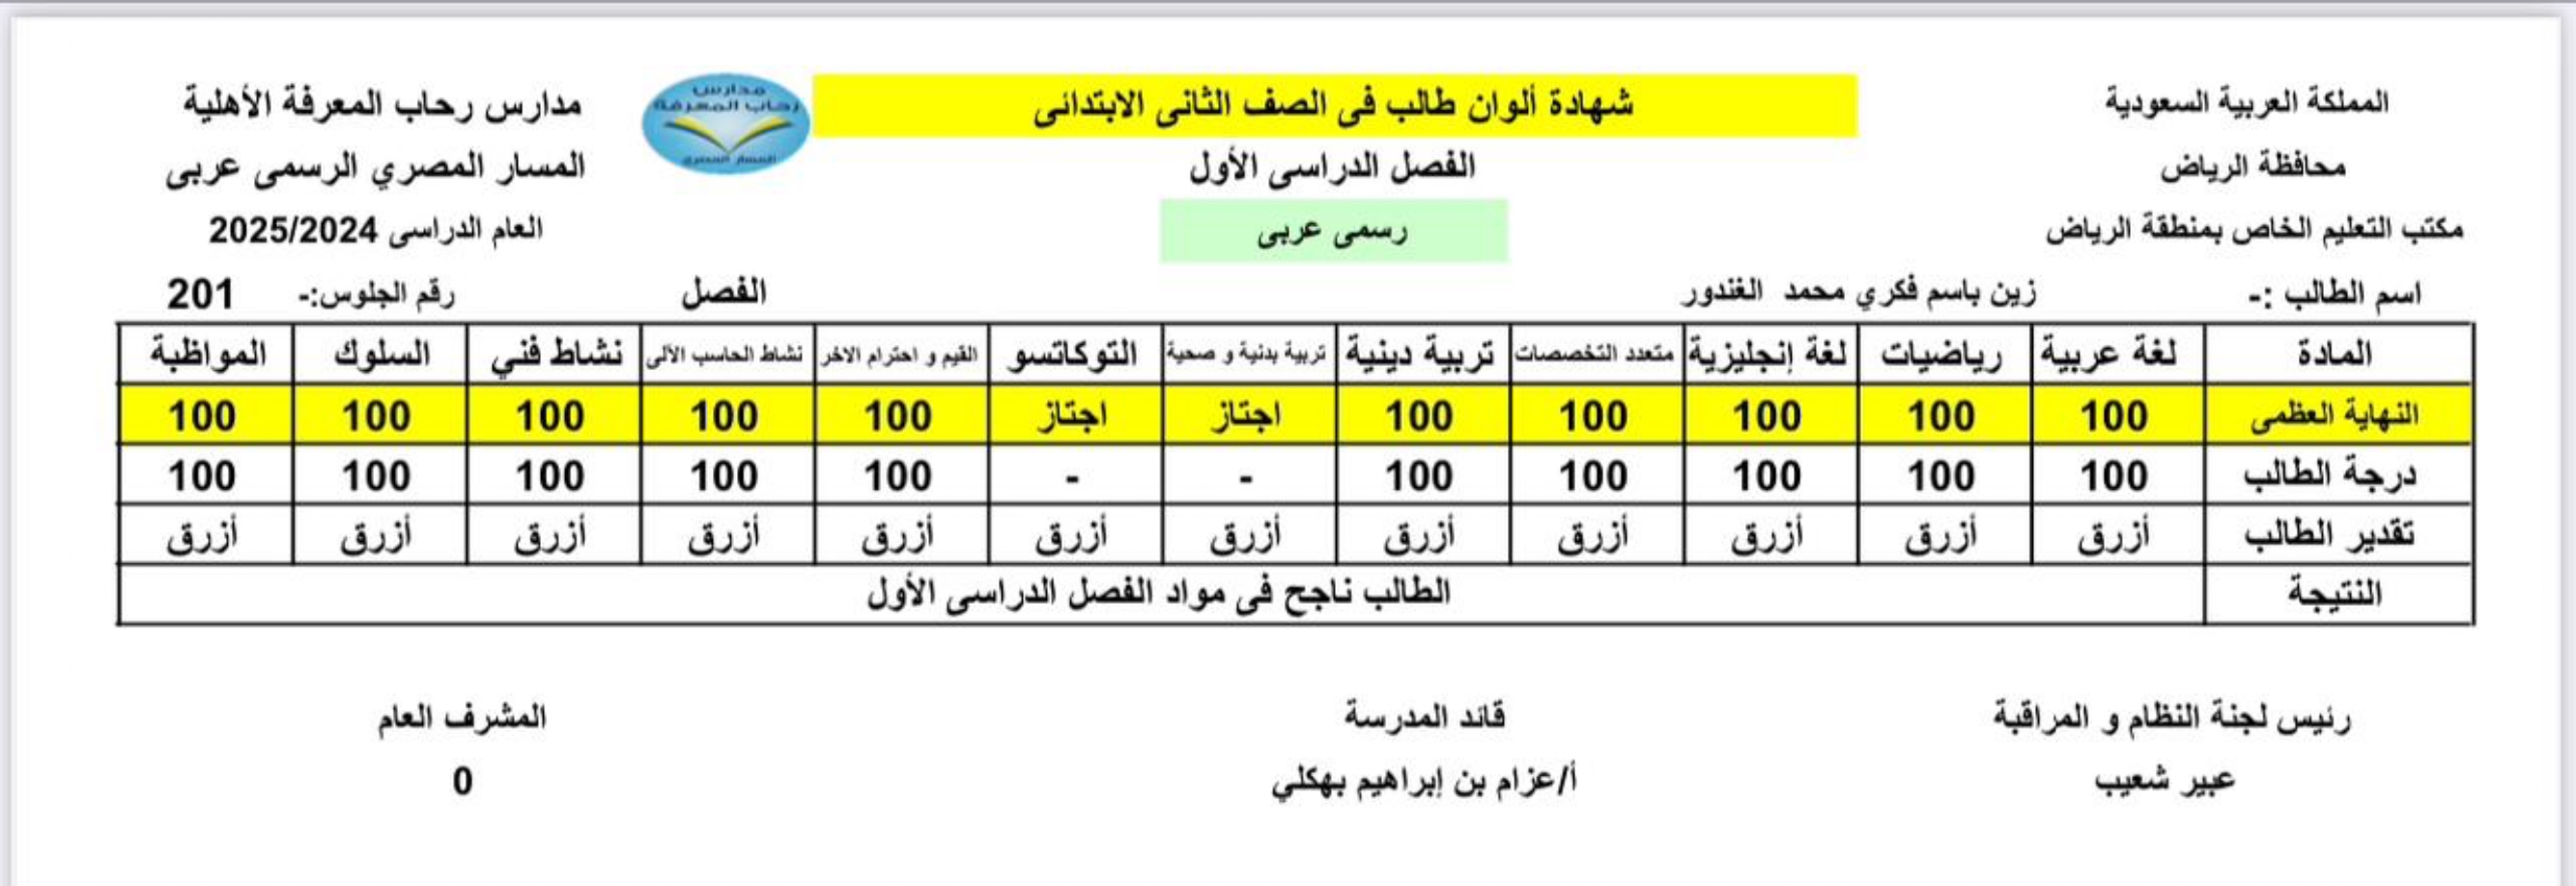 المملكة العربية السعودية
محافظة الرياض
مكتب التعليم الخاص بمنطقة الرياض
شهادة ألوان طالب فى الصف الثانى الابتدائى
الفصل الدراسى الأول
رسمى عربى
مدارس
رحاب المعرفة
المسار المصرى
مدارس رحاب المعرفة الأهلية
المسار المصري الرسمى عربى
العام الدراسى 2025/2024
اسم الطالب :- زين باسم فكري محمد الغندور الفصل رقم الجلوس:- 201
المادة لغة عربية رياضيات لغة إنجليزية متعدد التخصصات تربية دينية تربية بدنية و صحية التوكاتسو القيم و احترام الاخر نشاط الحاسب الآلى نشاط فني السلوك المواظبة
النهاية العظمى 100 100 100 100 100 اجتاز اجتاز 100 100 100 100 100
درجة الطالب 100 100 100 100 100 - - 100 100 100 100 100
تقدير الطالب أزرق أزرق أزرق أزرق أزرق أزرق أزرق أزرق أزرق أزرق أزرق أزرق
النتيجة الطالب ناجح فى مواد الفصل الدراسى الأول
رئيس لجنة النظام و المراقبة قائد المدرسة المشرف العام
عبير شعيب أ/عزام بن إبراهيم بهكلي 0